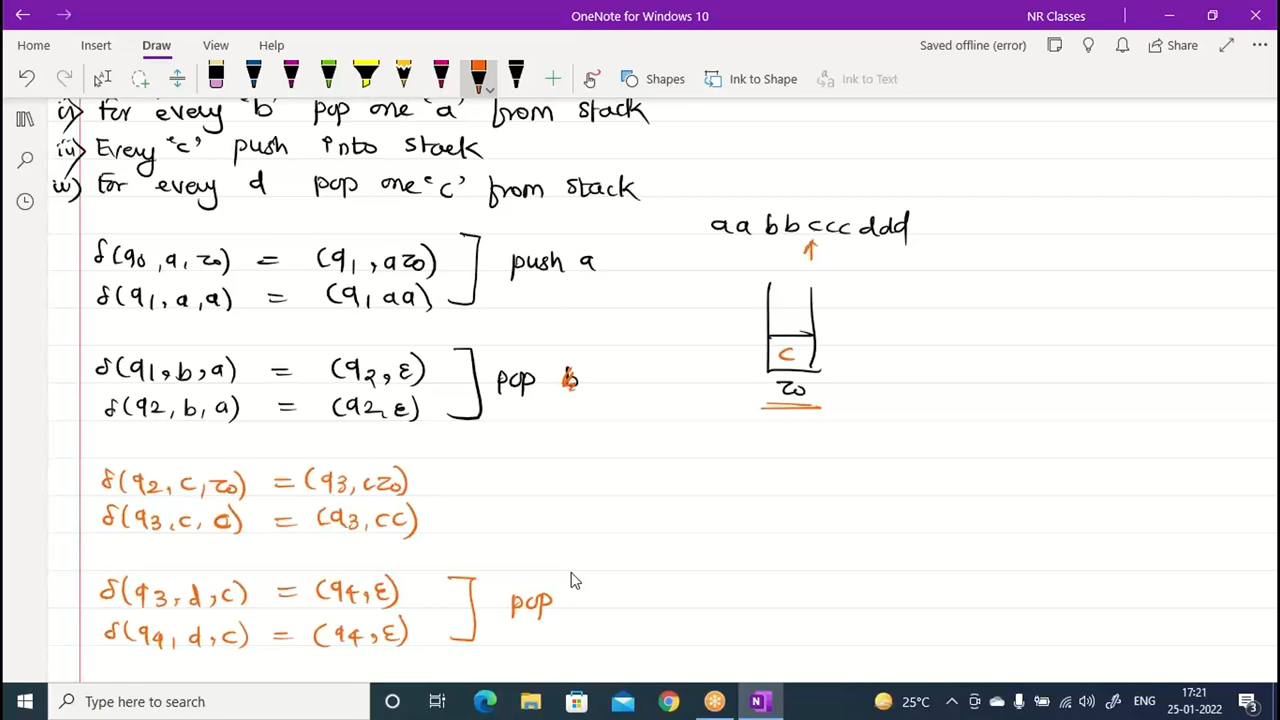 OneNote for Windows 10
NR Classes
Home Insert Draw View Help
Saved offline (error)
Share
Shapes
Ink to Shape
Ink to Text
ii) For every 'b' pop one 'a' from stack
iii) Every 'c' push into stack
iv) For every d pop one 'c' from stack
aa bb ccc ddd
δ(q0, a, z0) = (q1, az0)
push a
δ(q1, a, a) = (q1 aa)
c
z0
δ(q1, b, a) = (q2, ε)
pop
δ(q2, b, a) = (q2, ε)
δ(q2, c, z0) = (q3, cz0)
δ(q3, c, c) = (q3, cc)
δ(q3, d, c) = (q4, ε)
pop
δ(q4, d, c) = (q4, ε)
Type here to search
25°C
ENG
17:21
25-01-2022
3